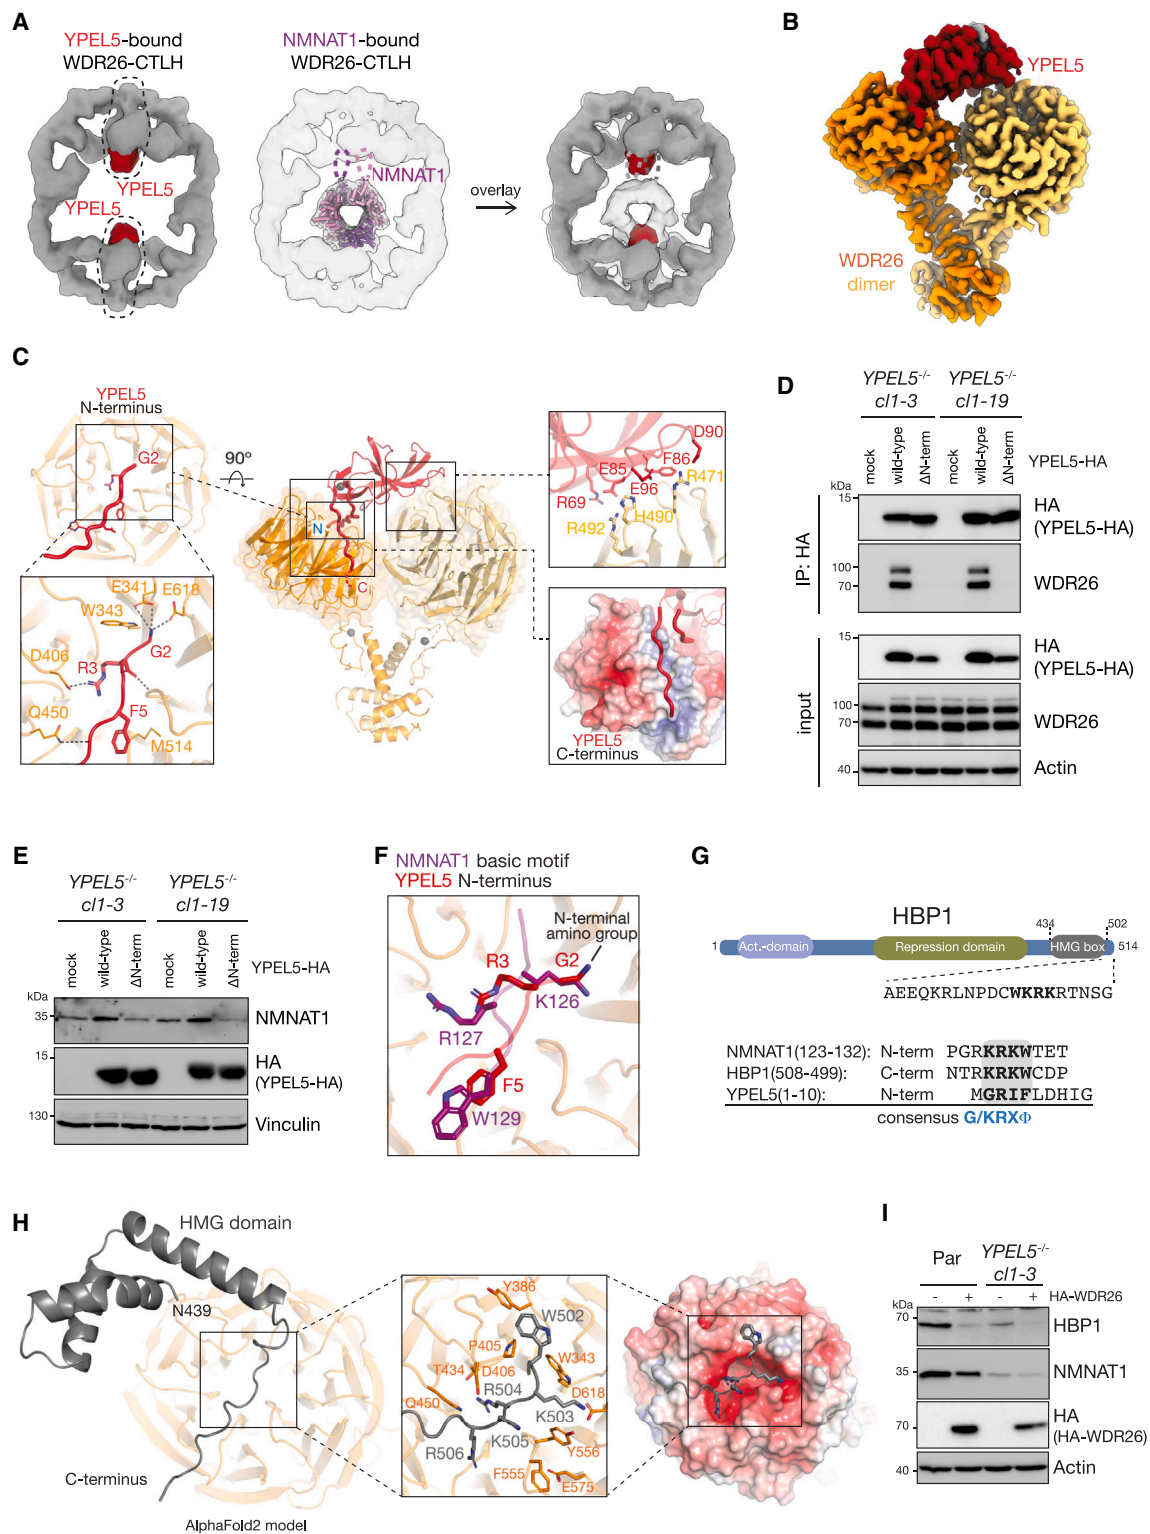 A
YPEL5-bound
WDR26-CTLH
NMNAT1-bound
WDR26-CTLH
YPEL5
YPEL5
NMNAT1
overlay
B
YPEL5
WDR26
dimer
C
YPEL5
N-terminus
G2
90º
N
C
E341
E618
W343
G2
D406
R3
Q450
F5
M514
D90
F86
E85
R471
E96
R69
H490
R492
YPEL5
C-terminus
D
YPEL5-/- cl1-3
YPEL5-/- cl1-19
mock
wild-type
ΔN-term
mock
wild-type
ΔN-term
YPEL5-HA
kDa
IP: HA
15
HA
(YPEL5-HA)
100
70
WDR26
input
15
HA
(YPEL5-HA)
100
70
WDR26
40
Actin
E
YPEL5-/- cl1-3
YPEL5-/- cl1-19
mock
wild-type
ΔN-term
mock
wild-type
ΔN-term
YPEL5-HA
kDa
35
NMNAT1
15
HA
(YPEL5-HA)
130
Vinculin
F
NMNAT1 basic motif
YPEL5 N-terminus
N-terminal
amino group
R3
G2
K126
R127
F5
W129
G
HBP1
434
502
1
Act.-domain
Repression domain
HMG box
514
AEEQKRLNPDCWKRKRTNSG
NMNAT1(123-132): N-term PGRKRKWTET
HBP1(508-499): C-term NTRKRKWCDP
YPEL5(1-10): N-term MGRIFLDHIG
consensus G/KRXΦ
H
HMG domain
N439
C-terminus
AlphaFold2 model
Y386
W502
P405
W343
T434
D406
D618
Q450
R504
K503
K505
Y556
R506
F555
E575
I
Par
YPEL5-/- cl1-3
- + - +
HA-WDR26
kDa
70
HBP1
35
NMNAT1
70
HA
(HA-WDR26)
40
Actin